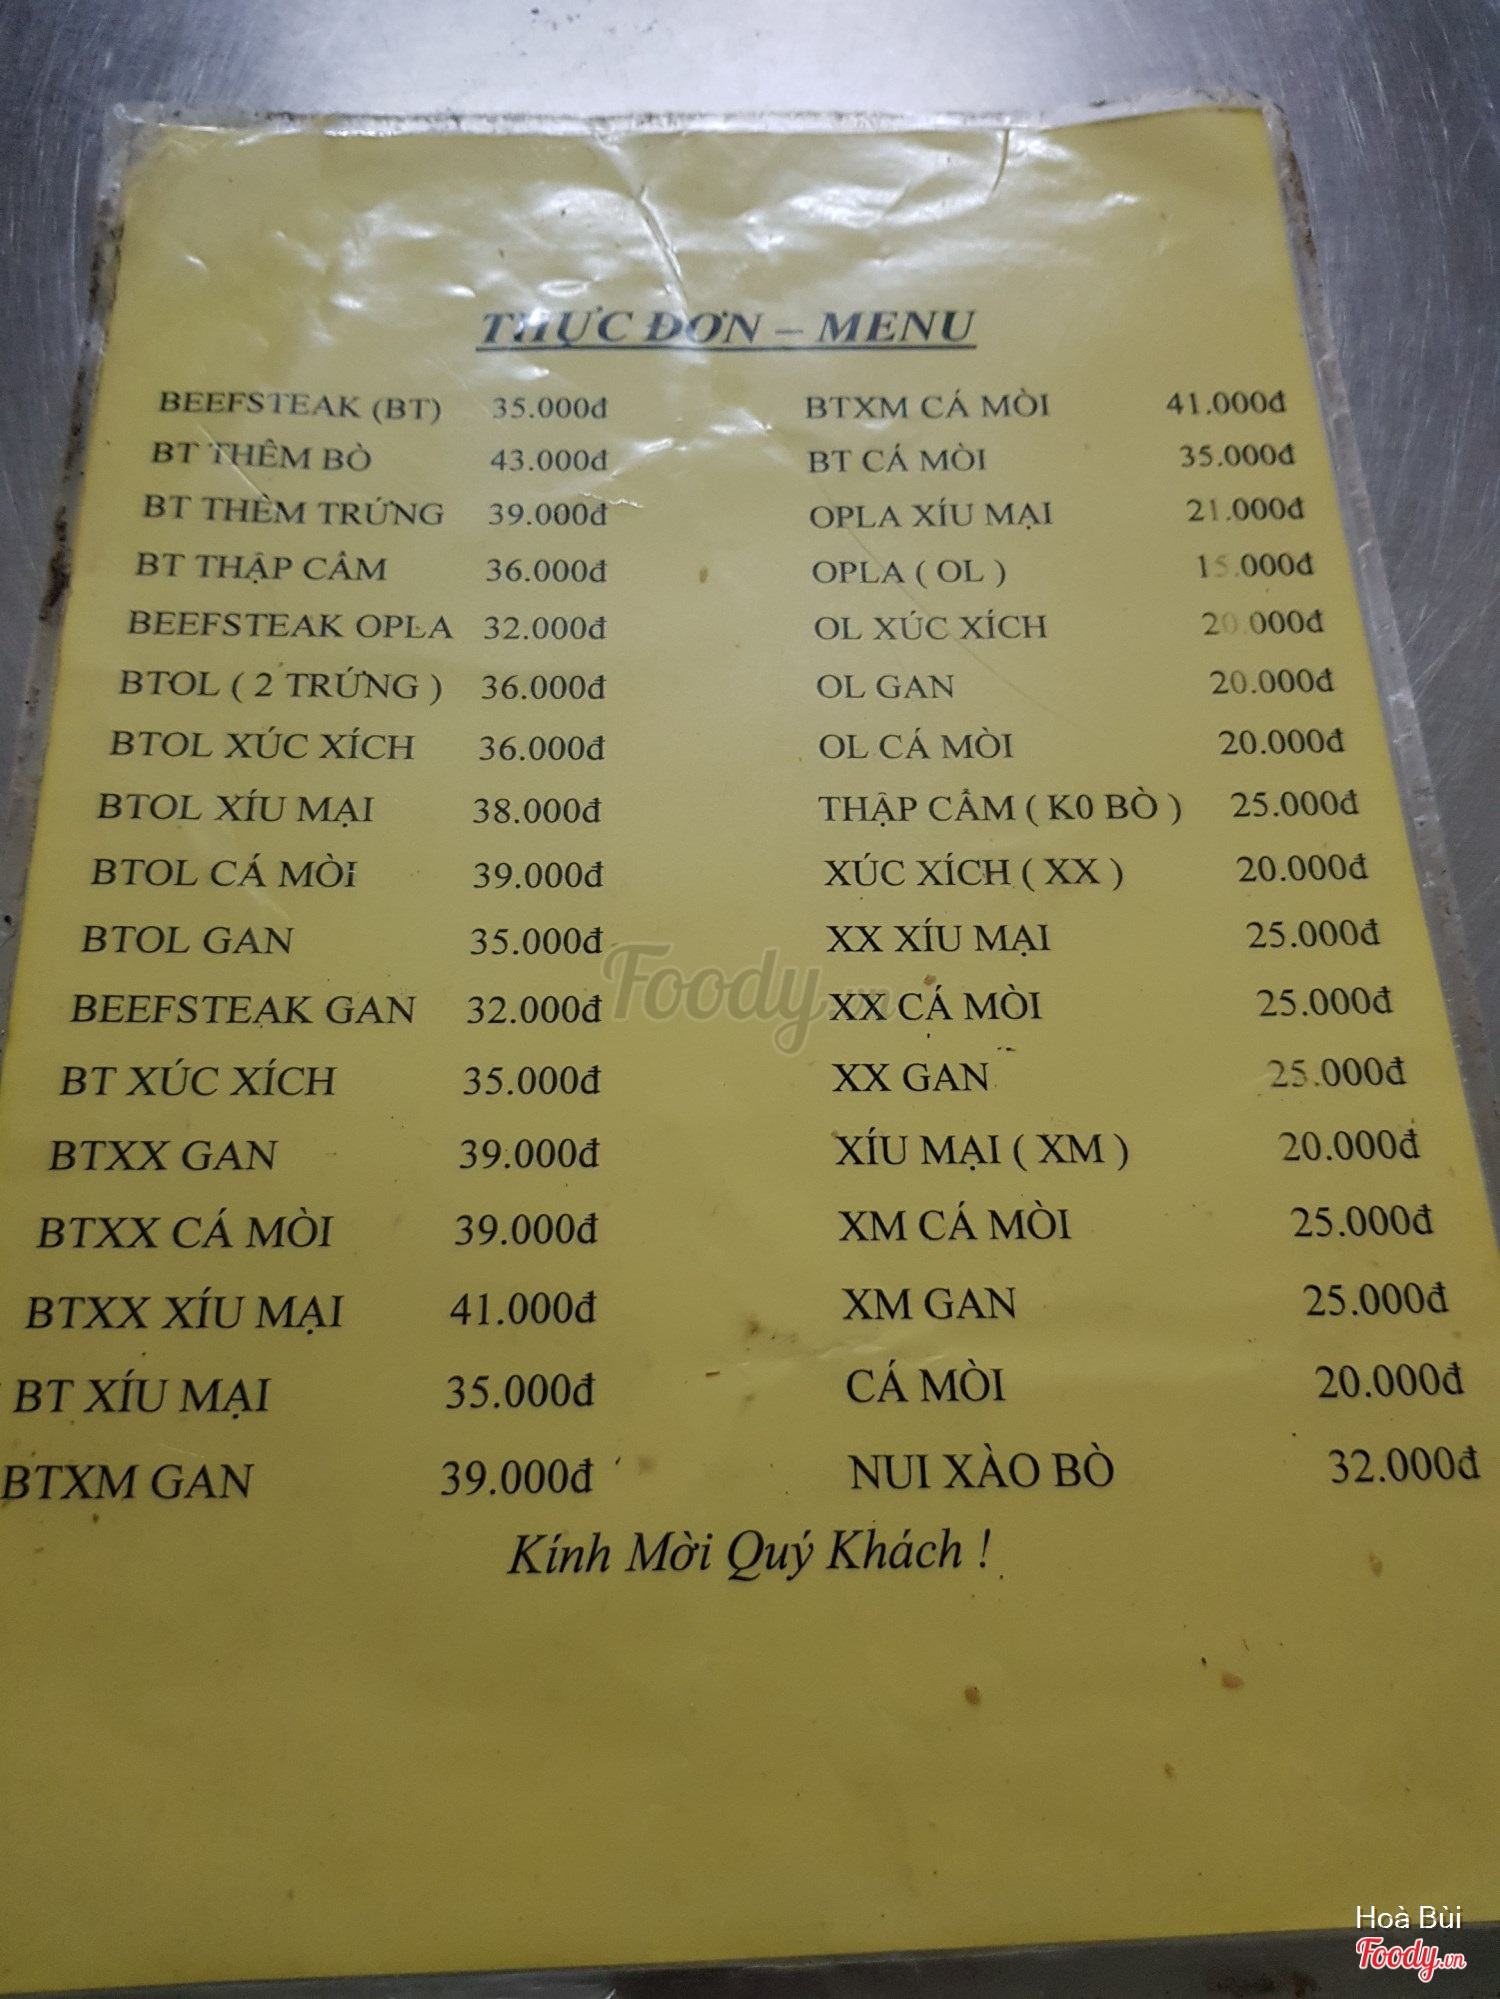 THỰC ĐƠN – MENU
BEEFSTEAK (BT) 35.000đ
BT THÊM BÒ 43.000đ
BT THÊM TRỨNG 39.000đ
BT THẬP CẨM 36.000đ
BEEFSTEAK OPLA 32.000đ
BTOL ( 2 TRỨNG ) 36.000đ
BTOL XÚC XÍCH 36.000đ
BTOL XÍU MẠI 38.000đ
BTOL CÁ MÒI 39.000đ
BTOL GAN 35.000đ
BEEFSTEAK GAN 32.000đ
BT XÚC XÍCH 35.000đ
BTXX GAN 39.000đ
BTXX CÁ MÒI 39.000đ
BTXX XÍU MẠI 41.000đ
BT XÍU MẠI 35.000đ
BTXM GAN 39.000đ
BTXM CÁ MÒI 41.000đ
BT CÁ MÒI 35.000đ
OPLA XÍU MẠI 21.000đ
OPLA ( OL ) 15.000đ
OL XÚC XÍCH 20.000đ
OL GAN 20.000đ
OL CÁ MÒI 20.000đ
THẬP CẨM ( K0 BÒ ) 25.000đ
XÚC XÍCH ( XX ) 20.000đ
XX XÍU MẠI 25.000đ
XX CÁ MÒI 25.000đ
XX GAN 25.000đ
XÍU MẠI ( XM ) 20.000đ
XM CÁ MÒI 25.000đ
XM GAN 25.000đ
CÁ MÒI 20.000đ
NUI XÀO BÒ 32.000đ
Kính Mời Quý Khách !
Foody.vn
Hoà Bùi
Foody.vn